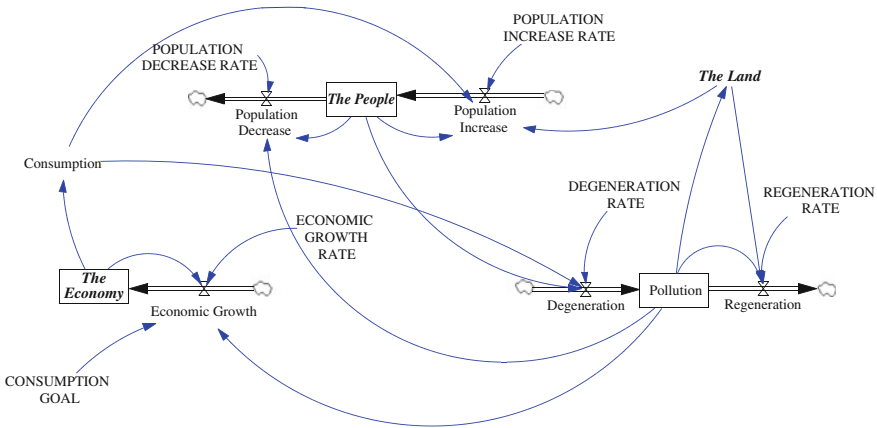 POPULATION
INCREASE RATE
POPULATION
DECREASE RATE
The Land
The People
Population
Decrease
Population
Increase
Consumption
DEGENERATION
RATE
REGENERATION
RATE
ECONOMIC
GROWTH
RATE
The
Economy
Economic Growth
Degeneration
Pollution
Regeneration
CONSUMPTION
GOAL